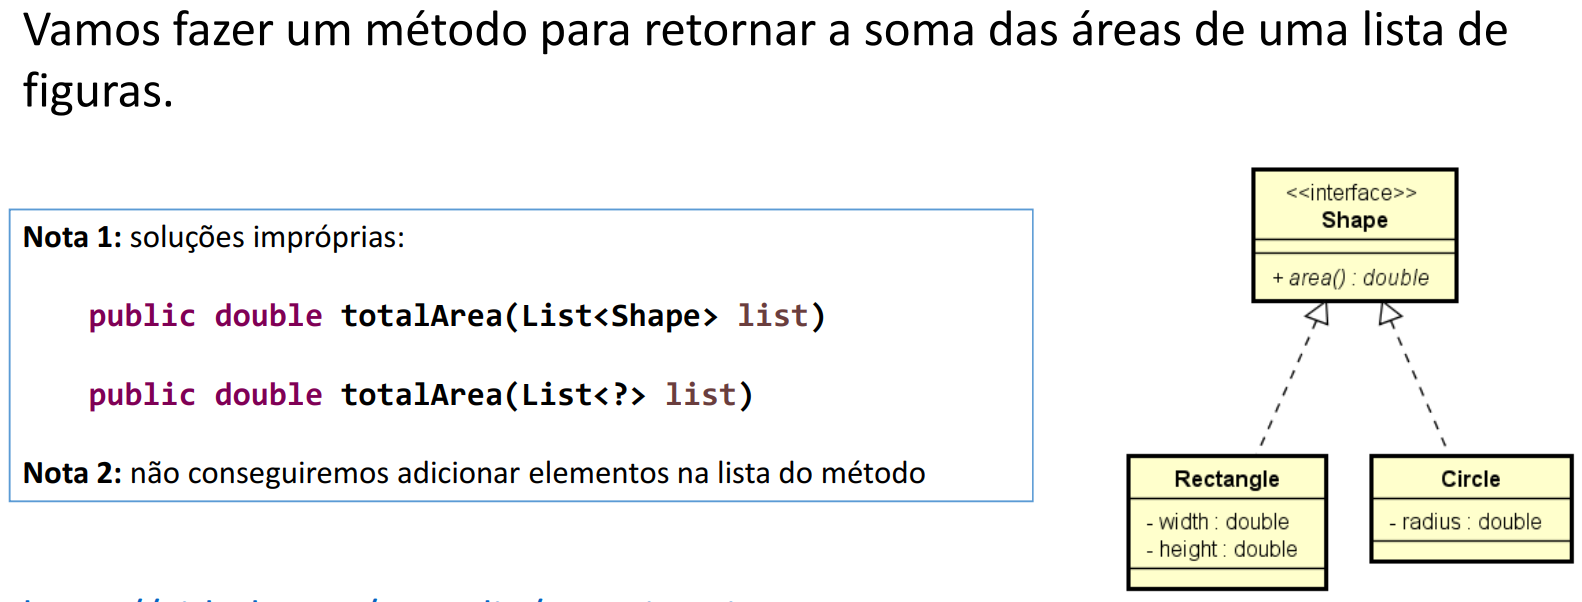 Vamos fazer um método para retornar a soma das áreas de uma lista de
figuras.
Nota 1: soluções impróprias:
public double totalArea(List<Shape> list)
public double totalArea(List<?> list)
Nota 2: não conseguiremos adicionar elementos na lista do método
<<interface>>
Shape
+ area() : double
Rectangle
- width : double
- height : double
Circle
- radius : double